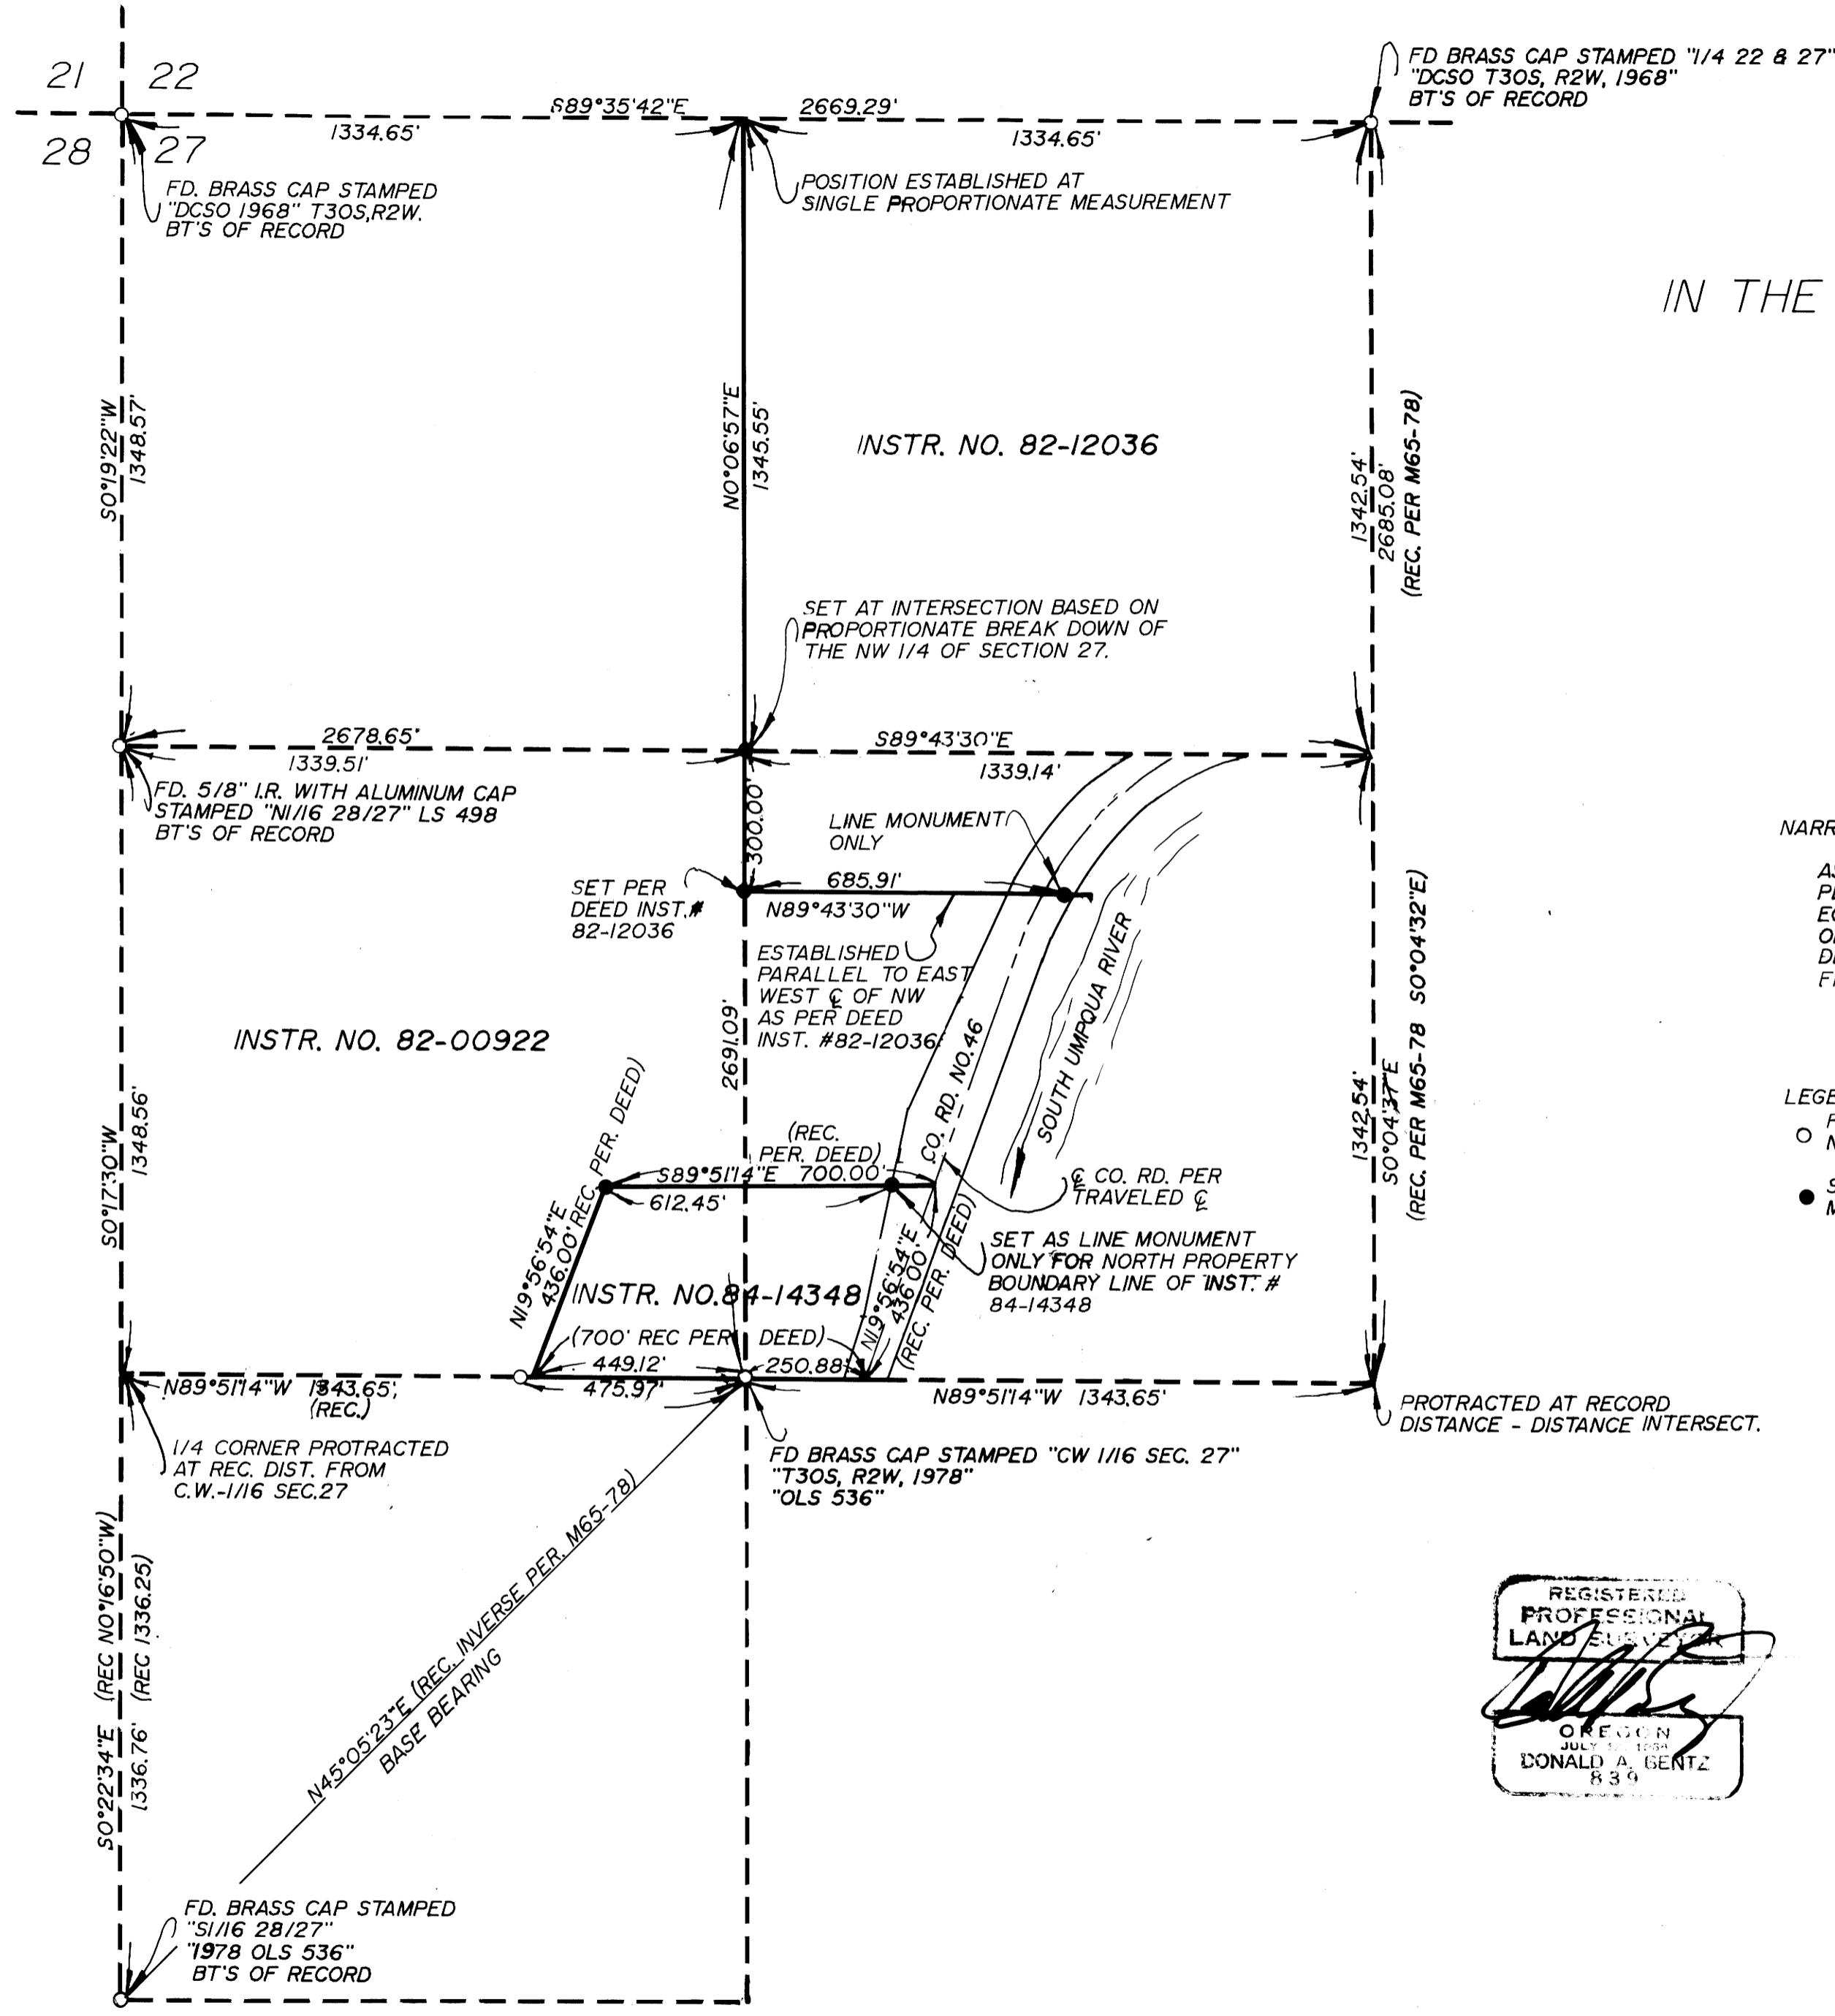 21
22
28
27
S89°35'42"E
2669.29'
1334.65'
1334.65'
FD BRASS CAP STAMPED "1/4 22 & 27"
"DCSO T30S, R2W, 1968"
BT'S OF RECORD
FD. BRASS CAP STAMPED
"DCSO 1968" T30S,R2W.
BT'S OF RECORD
POSITION ESTABLISHED AT
SINGLE PROPORTIONATE MEASUREMENT
IN THE
S0°19'22"W
1348.57'
N0°06'57"E
1345.55'
INSTR. NO. 82-12036
1342.54'
2685.08'
(REC. PER M65-78)
SET AT INTERSECTION BASED ON
PROPORTIONATE BREAK DOWN OF
THE NW 1/4 OF SECTION 27.
2678.65'
1339.51'
S89°43'30"E
1339.14'
FD. 5/8" I.R. WITH ALUMINUM CAP
STAMPED "N1/16 28/27" LS 498
BT'S OF RECORD
300.00'
LINE MONUMENT
ONLY
NARR
SET PER
DEED INST.#
82-12036
685.91'
N89°43'30"W
ESTABLISHED
PARALLEL TO EAST
WEST ℄ OF NW
AS PER DEED
INST. #82-12036
INSTR. NO. 82-00922
2691.09'
CO. RD. NO.46
SOUTH UMPQUA RIVER
1342.54'
S0°04'37"E
(REC. PER M65-78 S0°04'32"E)
LEGE
S0°17'30"W
1348.56'
(REC.
PER. DEED)
S89°51'14"E 700.00'
612.45'
N19°56'54"E
436.00' REC. PER. DEED)
℄ CO. RD. PER
TRAVELED ℄
SET AS LINE MONUMENT
ONLY FOR NORTH PROPERTY
BOUNDARY LINE OF INST. #
84-14348
N19°56'54"E
436.00'
(REC. PER. DEED)
INSTR. NO.84-14348
(700' REC PER DEED)
449.12'
250.88'
475.97'
N89°51'14"W 1343.65'
(REC.)
N89°51'14"W 1343.65'
PROTRACTED AT RECORD
DISTANCE - DISTANCE INTERSECT.
1/4 CORNER PROTRACTED
AT REC. DIST. FROM
C.W.-1/16 SEC.27
FD BRASS CAP STAMPED "CW 1/16 SEC. 27"
"T30S, R2W, 1978"
"OLS 536"
S0°22'34"E (REC N0°16'50"W)
1336.76' (REC 1336.25)
N45°05'23"E (REC. INVERSE PER. M65-78)
BASE BEARING
REGISTERED
PROFESSIONAL
LAND SURVEYOR
OREGON
DONALD A. GENTZ
839
FD. BRASS CAP STAMPED
"S1/16 28/27"
"1978 OLS 536"
BT'S OF RECORD